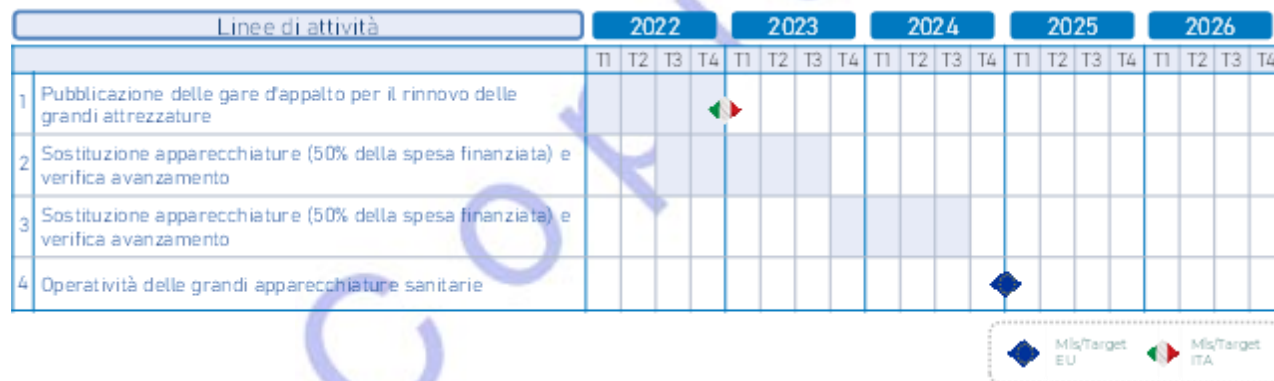 Linee di attività 2022 2023 2024 2025 2026
T1 T2 T3 T4 T1 T2 T3 T4 T1 T2 T3 T4 T1 T2 T3 T4 T1 T2 T3 T4
1 Pubblicazione delle gare d'appalto per il rinnovo delle
grandi attrezzature
2 Sostituzione apparecchiature (50% della spesa finanziata) e
verifica avanzamento
3 Sostituzione apparecchiature (50% della spesa finanziata) e
verifica avanzamento
4 Operatività delle grandi apparecchiature sanitarie
Mls/Target
EU
Mls/Target
ITA